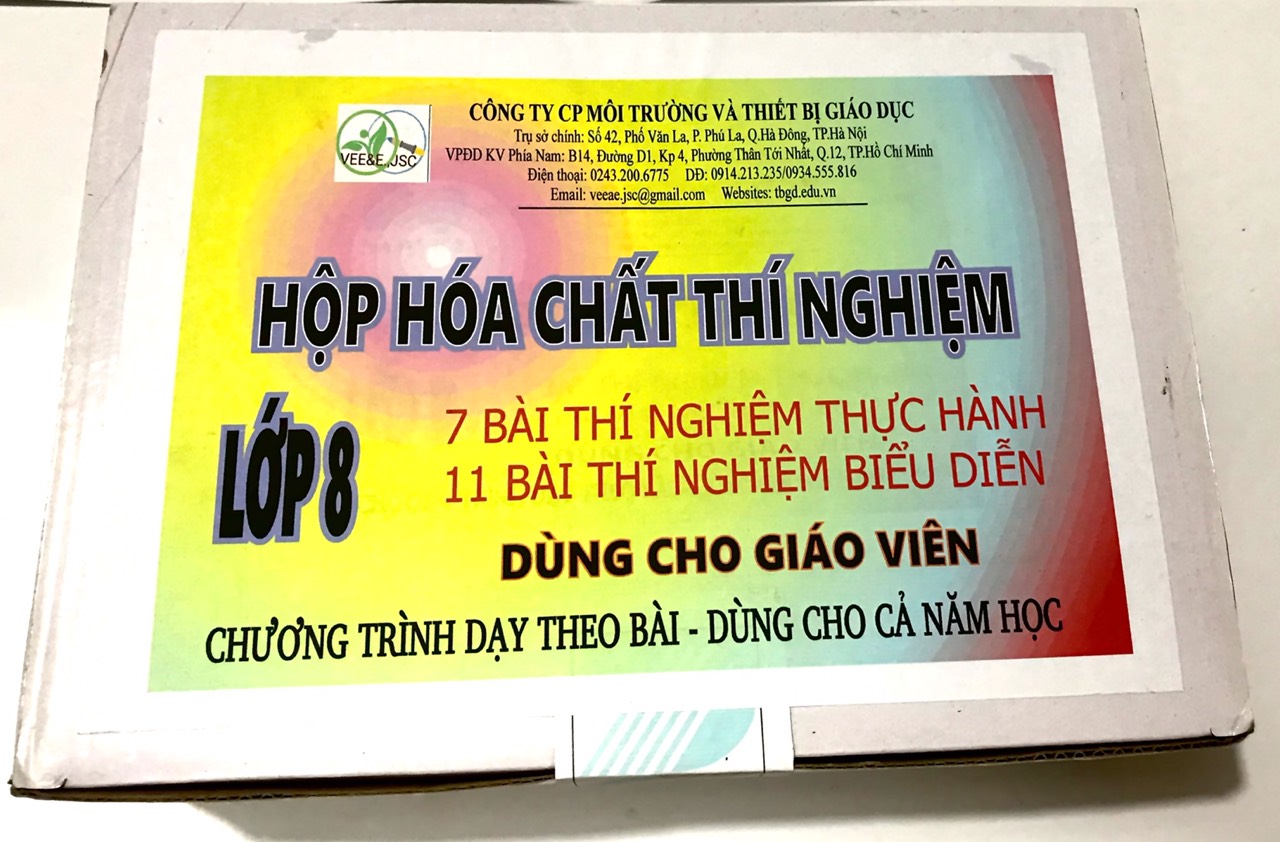 CÔNG TY CP MÔI TRƯỜNG VÀ THIẾT BỊ GIÁO DỤC
Trụ sở chính: Số 42, Phố Văn La, P. Phú La, Q.Hà Đông, TP.Hà Nội
VPĐD KV Phía Nam: B14, Đường D1, Kp 4, Phường Thân Tới Nhất, Q.12, TP.Hồ Chí Minh
Điện thoại: 0243.200.6775 DĐ: 0914.213.235/0934.555.816
Email: veeae.jsc@gmail.com Websites: tbgd.edu.vn
VEE&E.,JSC
HỘP HÓA CHẤT THÍ NGHIỆM
LỚP 8
7 BÀI THÍ NGHIỆM THỰC HÀNH
11 BÀI THÍ NGHIỆM BIỂU DIỄN
DÙNG CHO GIÁO VIÊN
CHƯƠNG TRÌNH DẠY THEO BÀI - DÙNG CHO CẢ NĂM HỌC